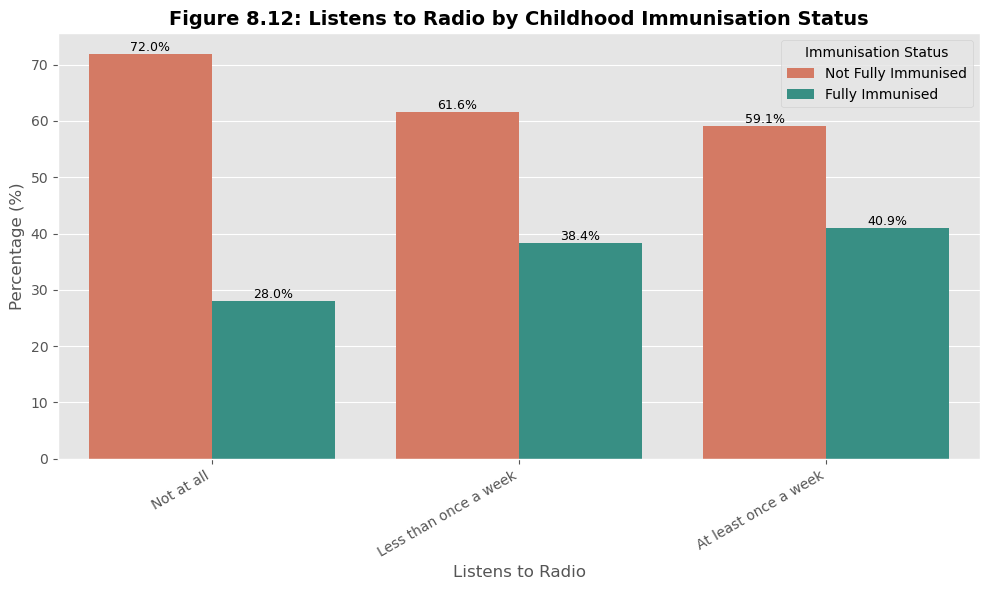 Figure 8.12: Listens to Radio by Childhood Immunisation Status
Immunisation Status
Not Fully Immunised
Fully Immunised
Percentage (%)
70
60
50
40
30
20
10
0
72.0%
28.0%
61.6%
38.4%
59.1%
40.9%
Not at all
Less than once a week
At least once a week
Listens to Radio